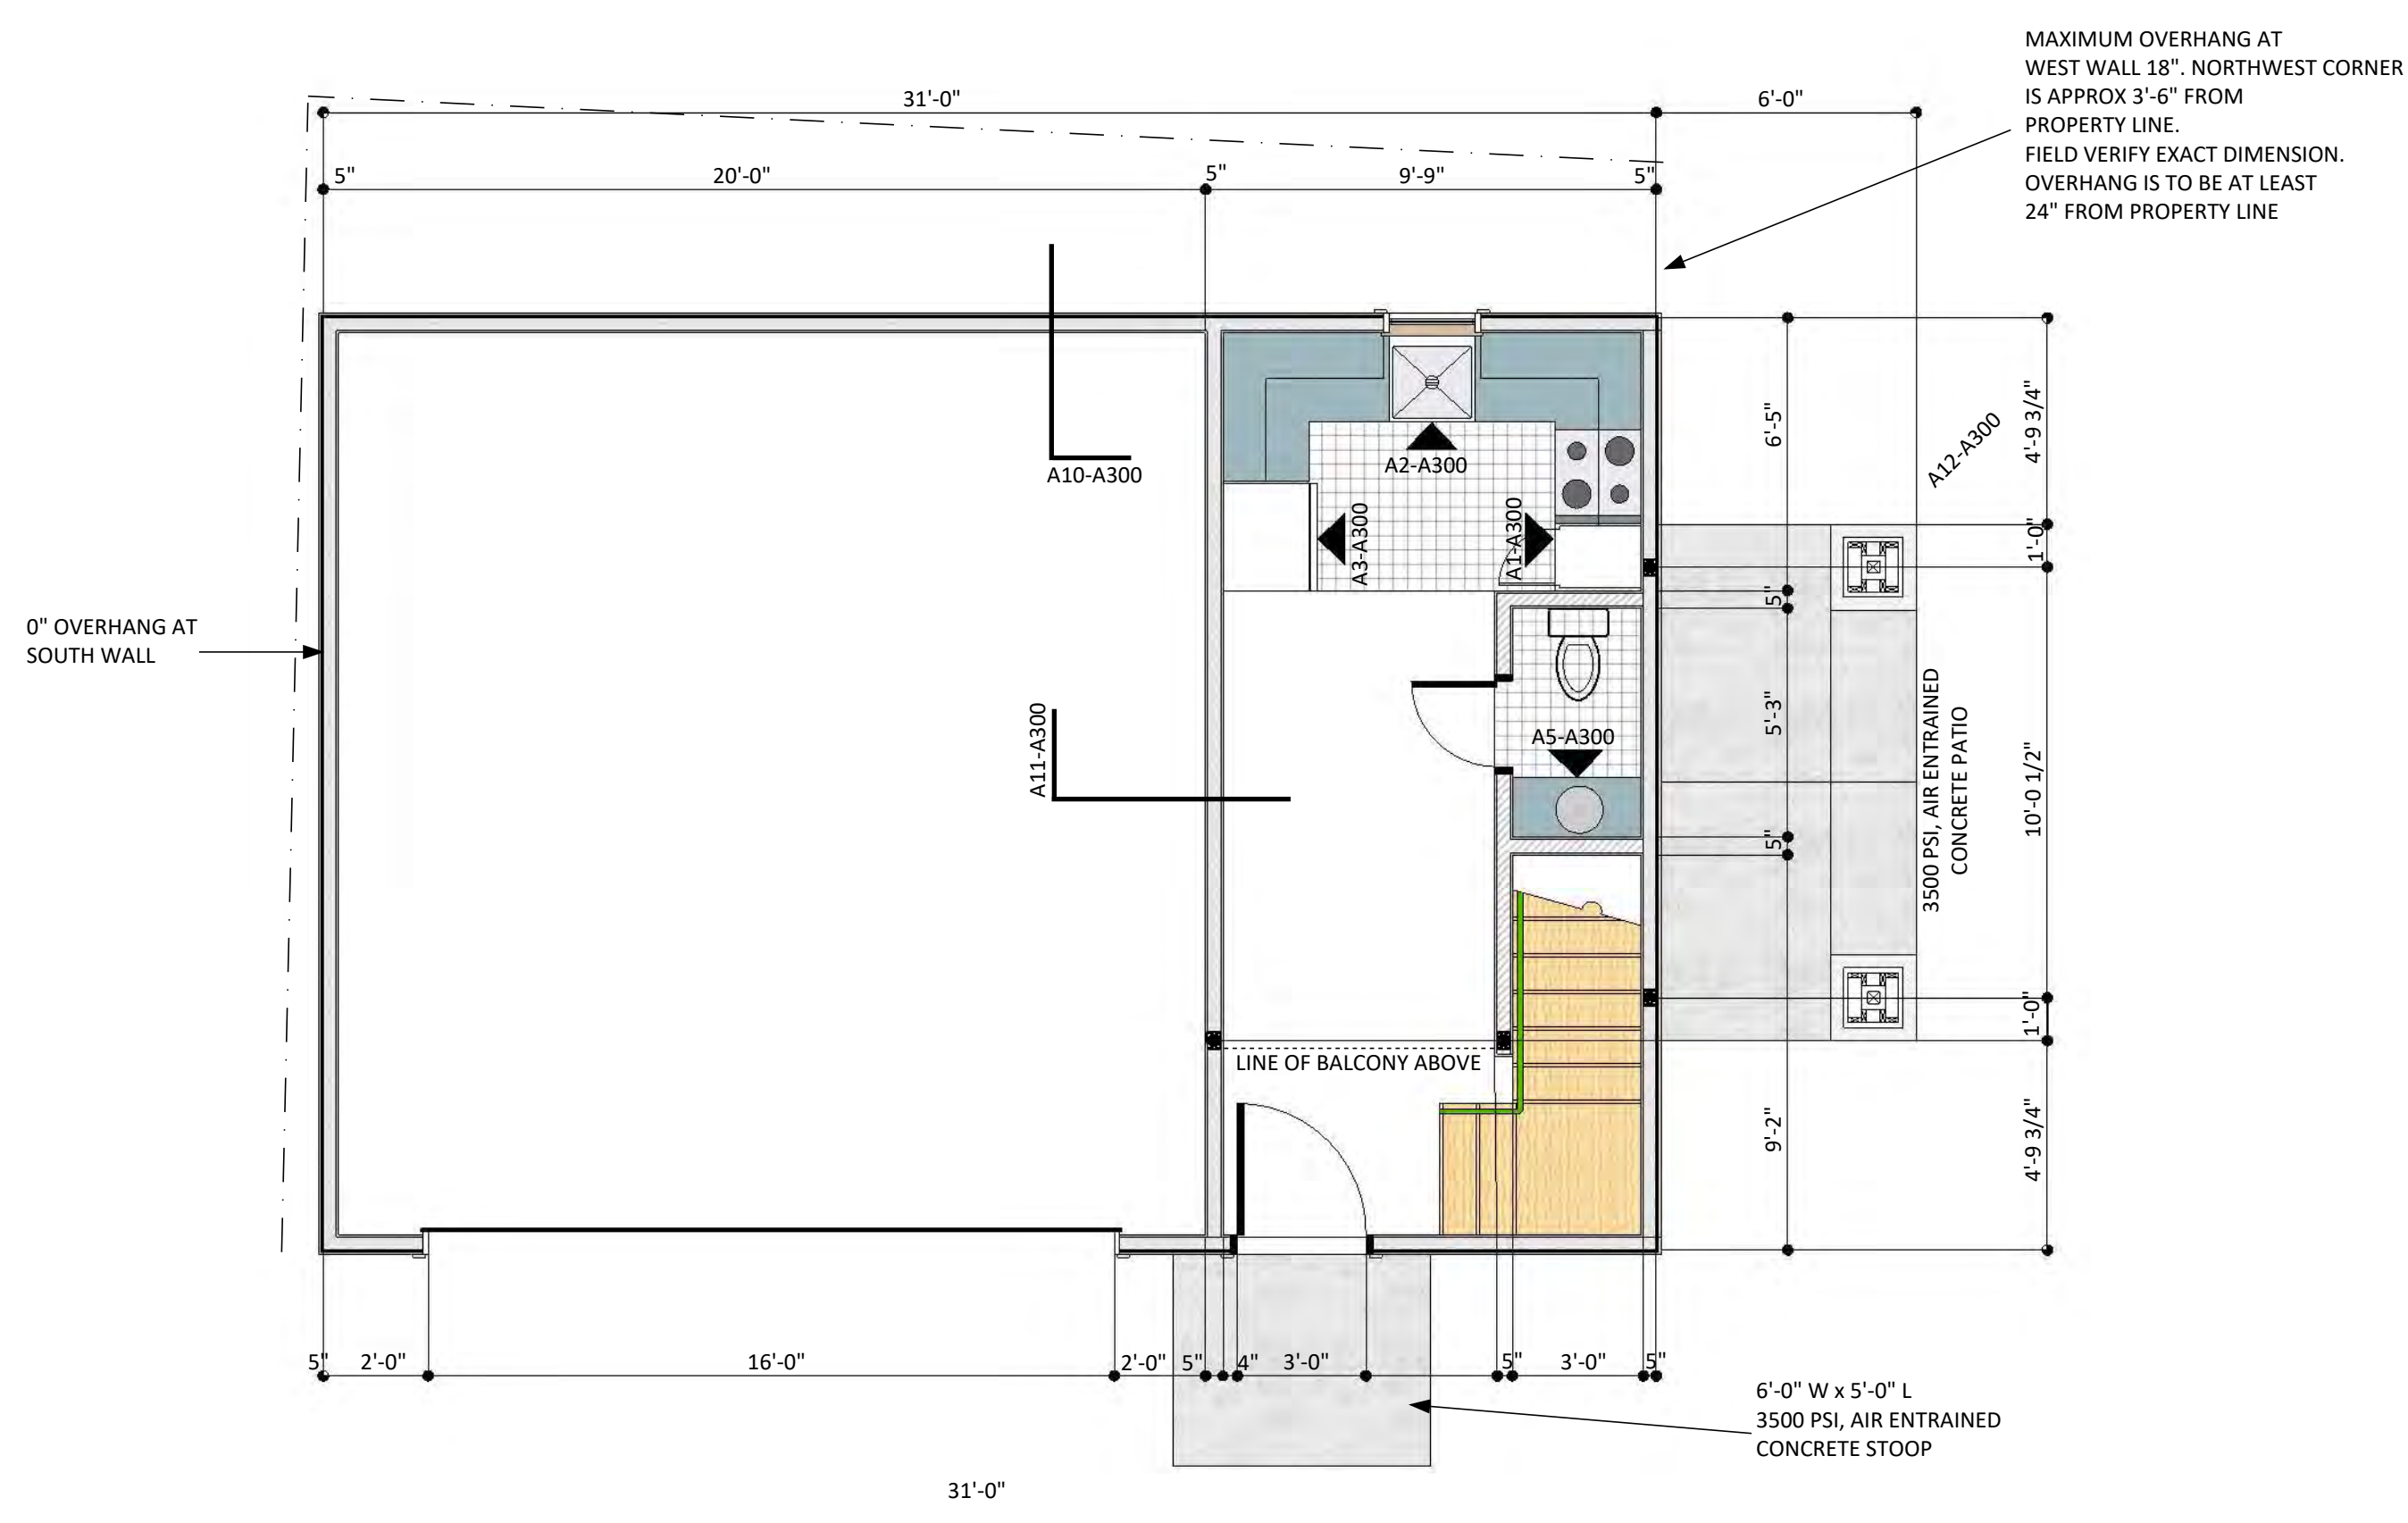 MAXIMUM OVERHANG AT
WEST WALL 18". NORTHWEST CORNER
IS APPROX 3'-6" FROM
PROPERTY LINE.
FIELD VERIFY EXACT DIMENSION.
OVERHANG IS TO BE AT LEAST
24" FROM PROPERTY LINE
31'-0"
6'-0"
5"
20'-0"
5"
9'-9"
5"
A10-A300
A2-A300
A3-A300
A1-A300
6'-5"
4'-9 3/4"
A12-A300
1'-0"
5"
0" OVERHANG AT
SOUTH WALL
A11-A300
A5-A300
5'-3"
3500 PSI, AIR ENTRAINED
CONCRETE PATIO
10'-0 1/2"
5"
1'-0"
LINE OF BALCONY ABOVE
9'-2"
4'-9 3/4"
5"
2'-0"
16'-0"
2'-0"
5"
4"
3'-0"
5"
3'-0"
5"
6'-0" W x 5'-0" L
3500 PSI, AIR ENTRAINED
CONCRETE STOOP
31'-0"